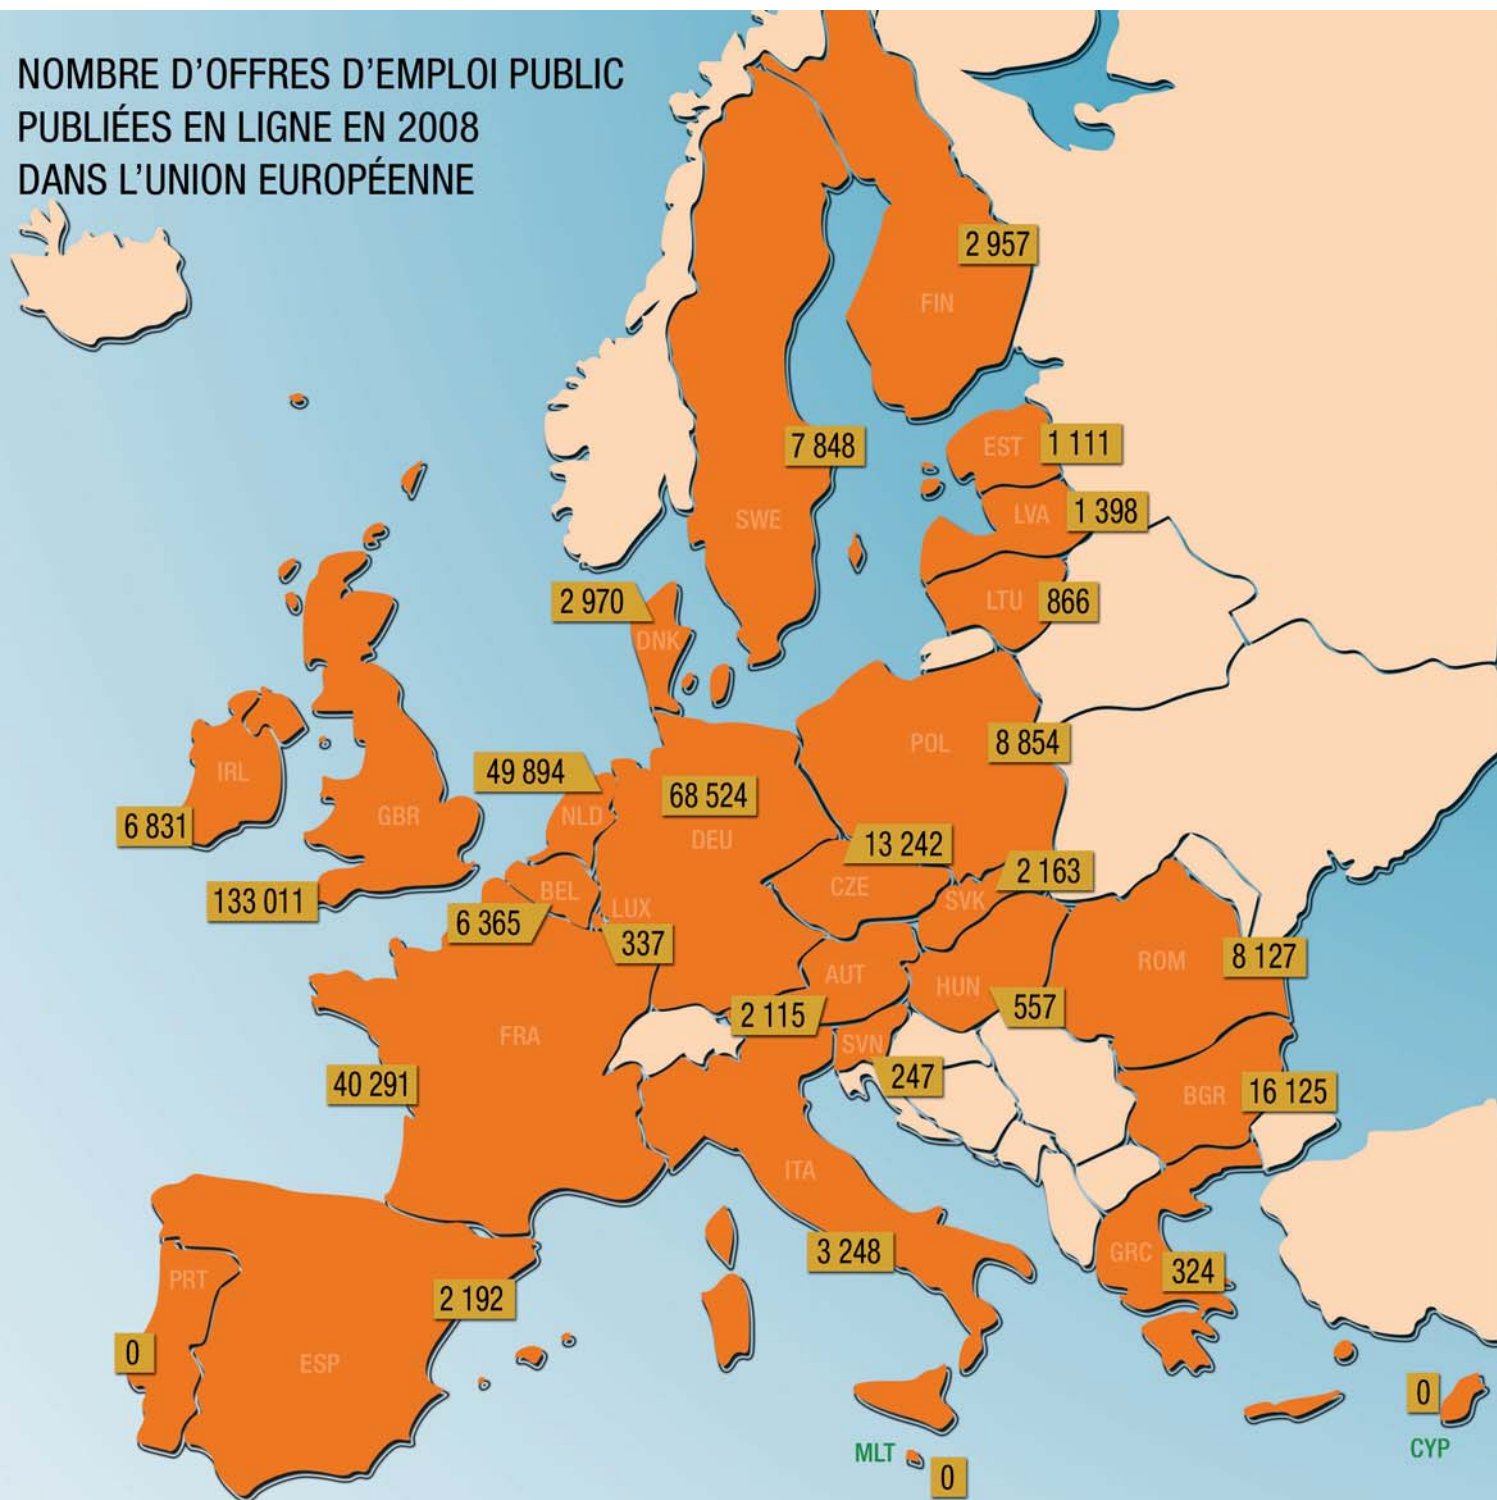 NOMBRE D'OFFRES D'EMPLOI PUBLIC
PUBLIÉES EN LIGNE EN 2008
DANS L'UNION EUROPÉENNE
2 957
FIN
7 848
SWE
EST
1 111
LVA
1 398
LTU
866
2 970
DNK
POL
8 854
IRL
6 831
GBR
133 011
49 894
NLD
68 524
DEU
13 242
CZE
2 163
SVK
BEL
6 365
LUX
337
AUT
2 115
HUN
557
ROM
8 127
FRA
40 291
SVN
247
BGR
16 125
ITA
3 248
GRC
324
PRT
0
ESP
2 192
MLT
0
0
CYP